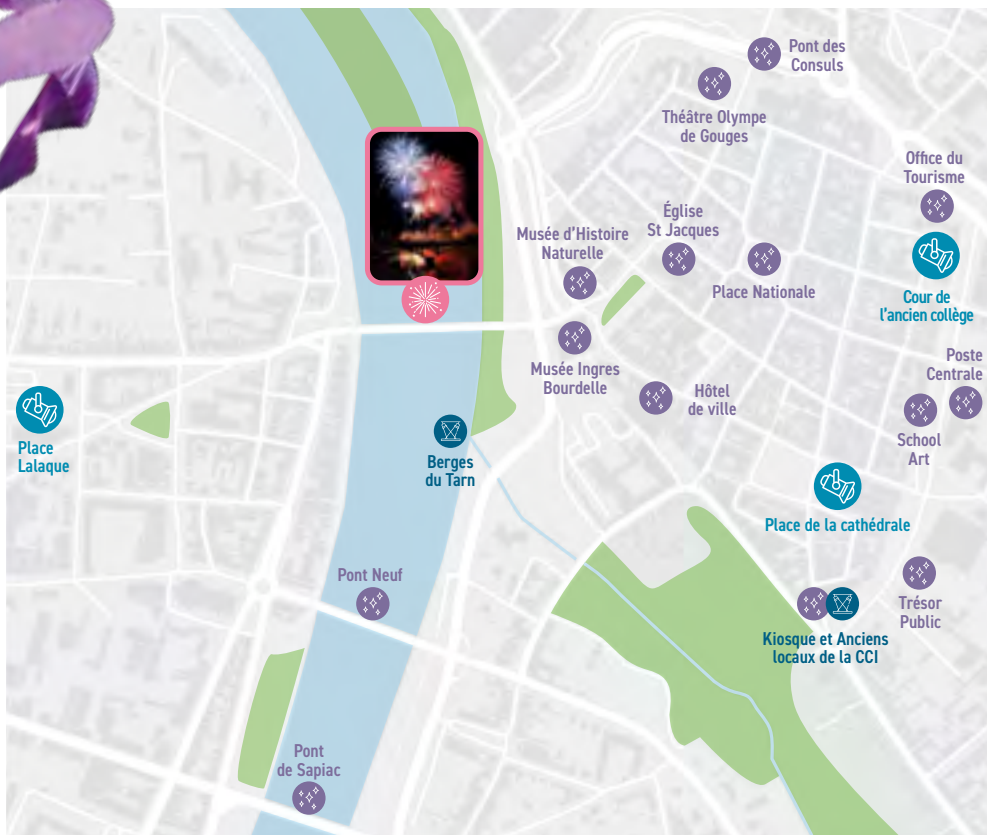 Pont des
Consuls
Théâtre Olympe
de Gouges
Office du
Tourisme
Église
St Jacques
Musée d'Histoire
Naturelle
Place Nationale
Cour de
l'ancien collège
Musée Ingres
Bourdelle
Hôtel
de ville
Poste
Centrale
School
Art
Place
Lalaque
Berges
du Tarn
Place de la cathédrale
Pont Neuf
Trésor
Public
Kiosque et Anciens
locaux de la CCI
Pont
de Sapiac